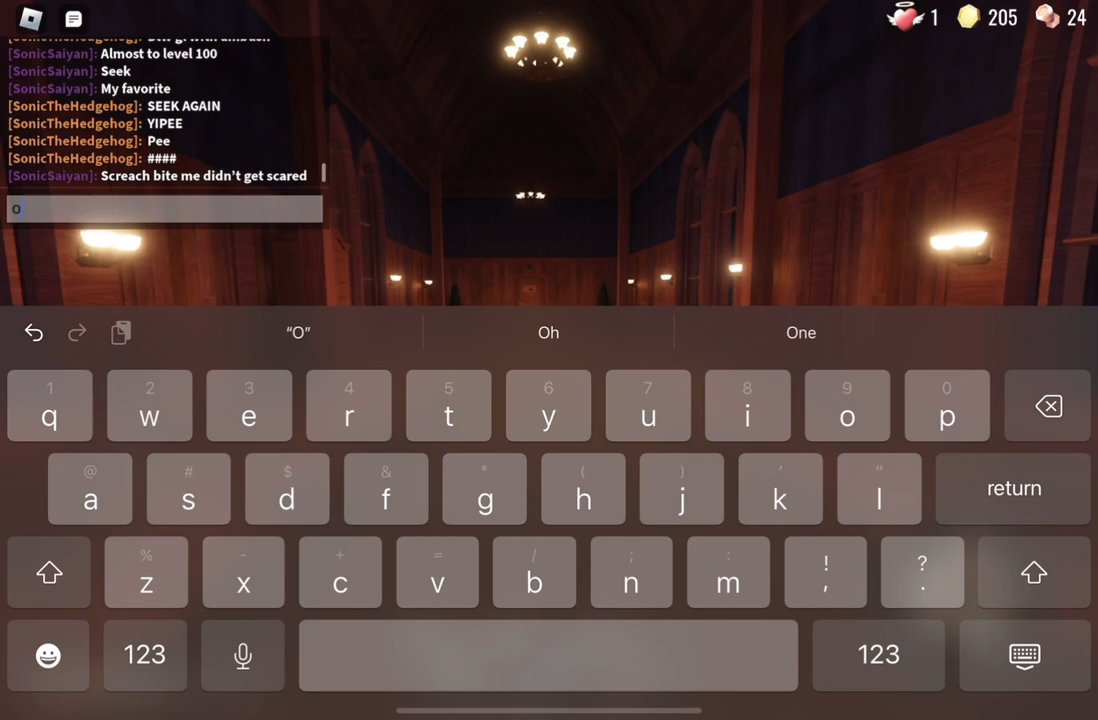 1 205 24
[SonicSaiyan]: Almost to level 100
[SonicSaiyan]: Seek
[SonicSaiyan]: My favorite
[SonicTheHedgehog]: SEEK AGAIN
[SonicTheHedgehog]: YIPEE
[SonicTheHedgehog]: Pee
[SonicTheHedgehog]: ####
[SonicSaiyan]: Screach bite me didn’t get scared
o
“O” Oh One
1 2 3 4 5 6 7 8 9 0
q w e r t y u i o p
@ # $ & * ( ) ' "
a s d f g h j k l return
% - + = / ; : ! ?
z x c v b n m , .
123 123